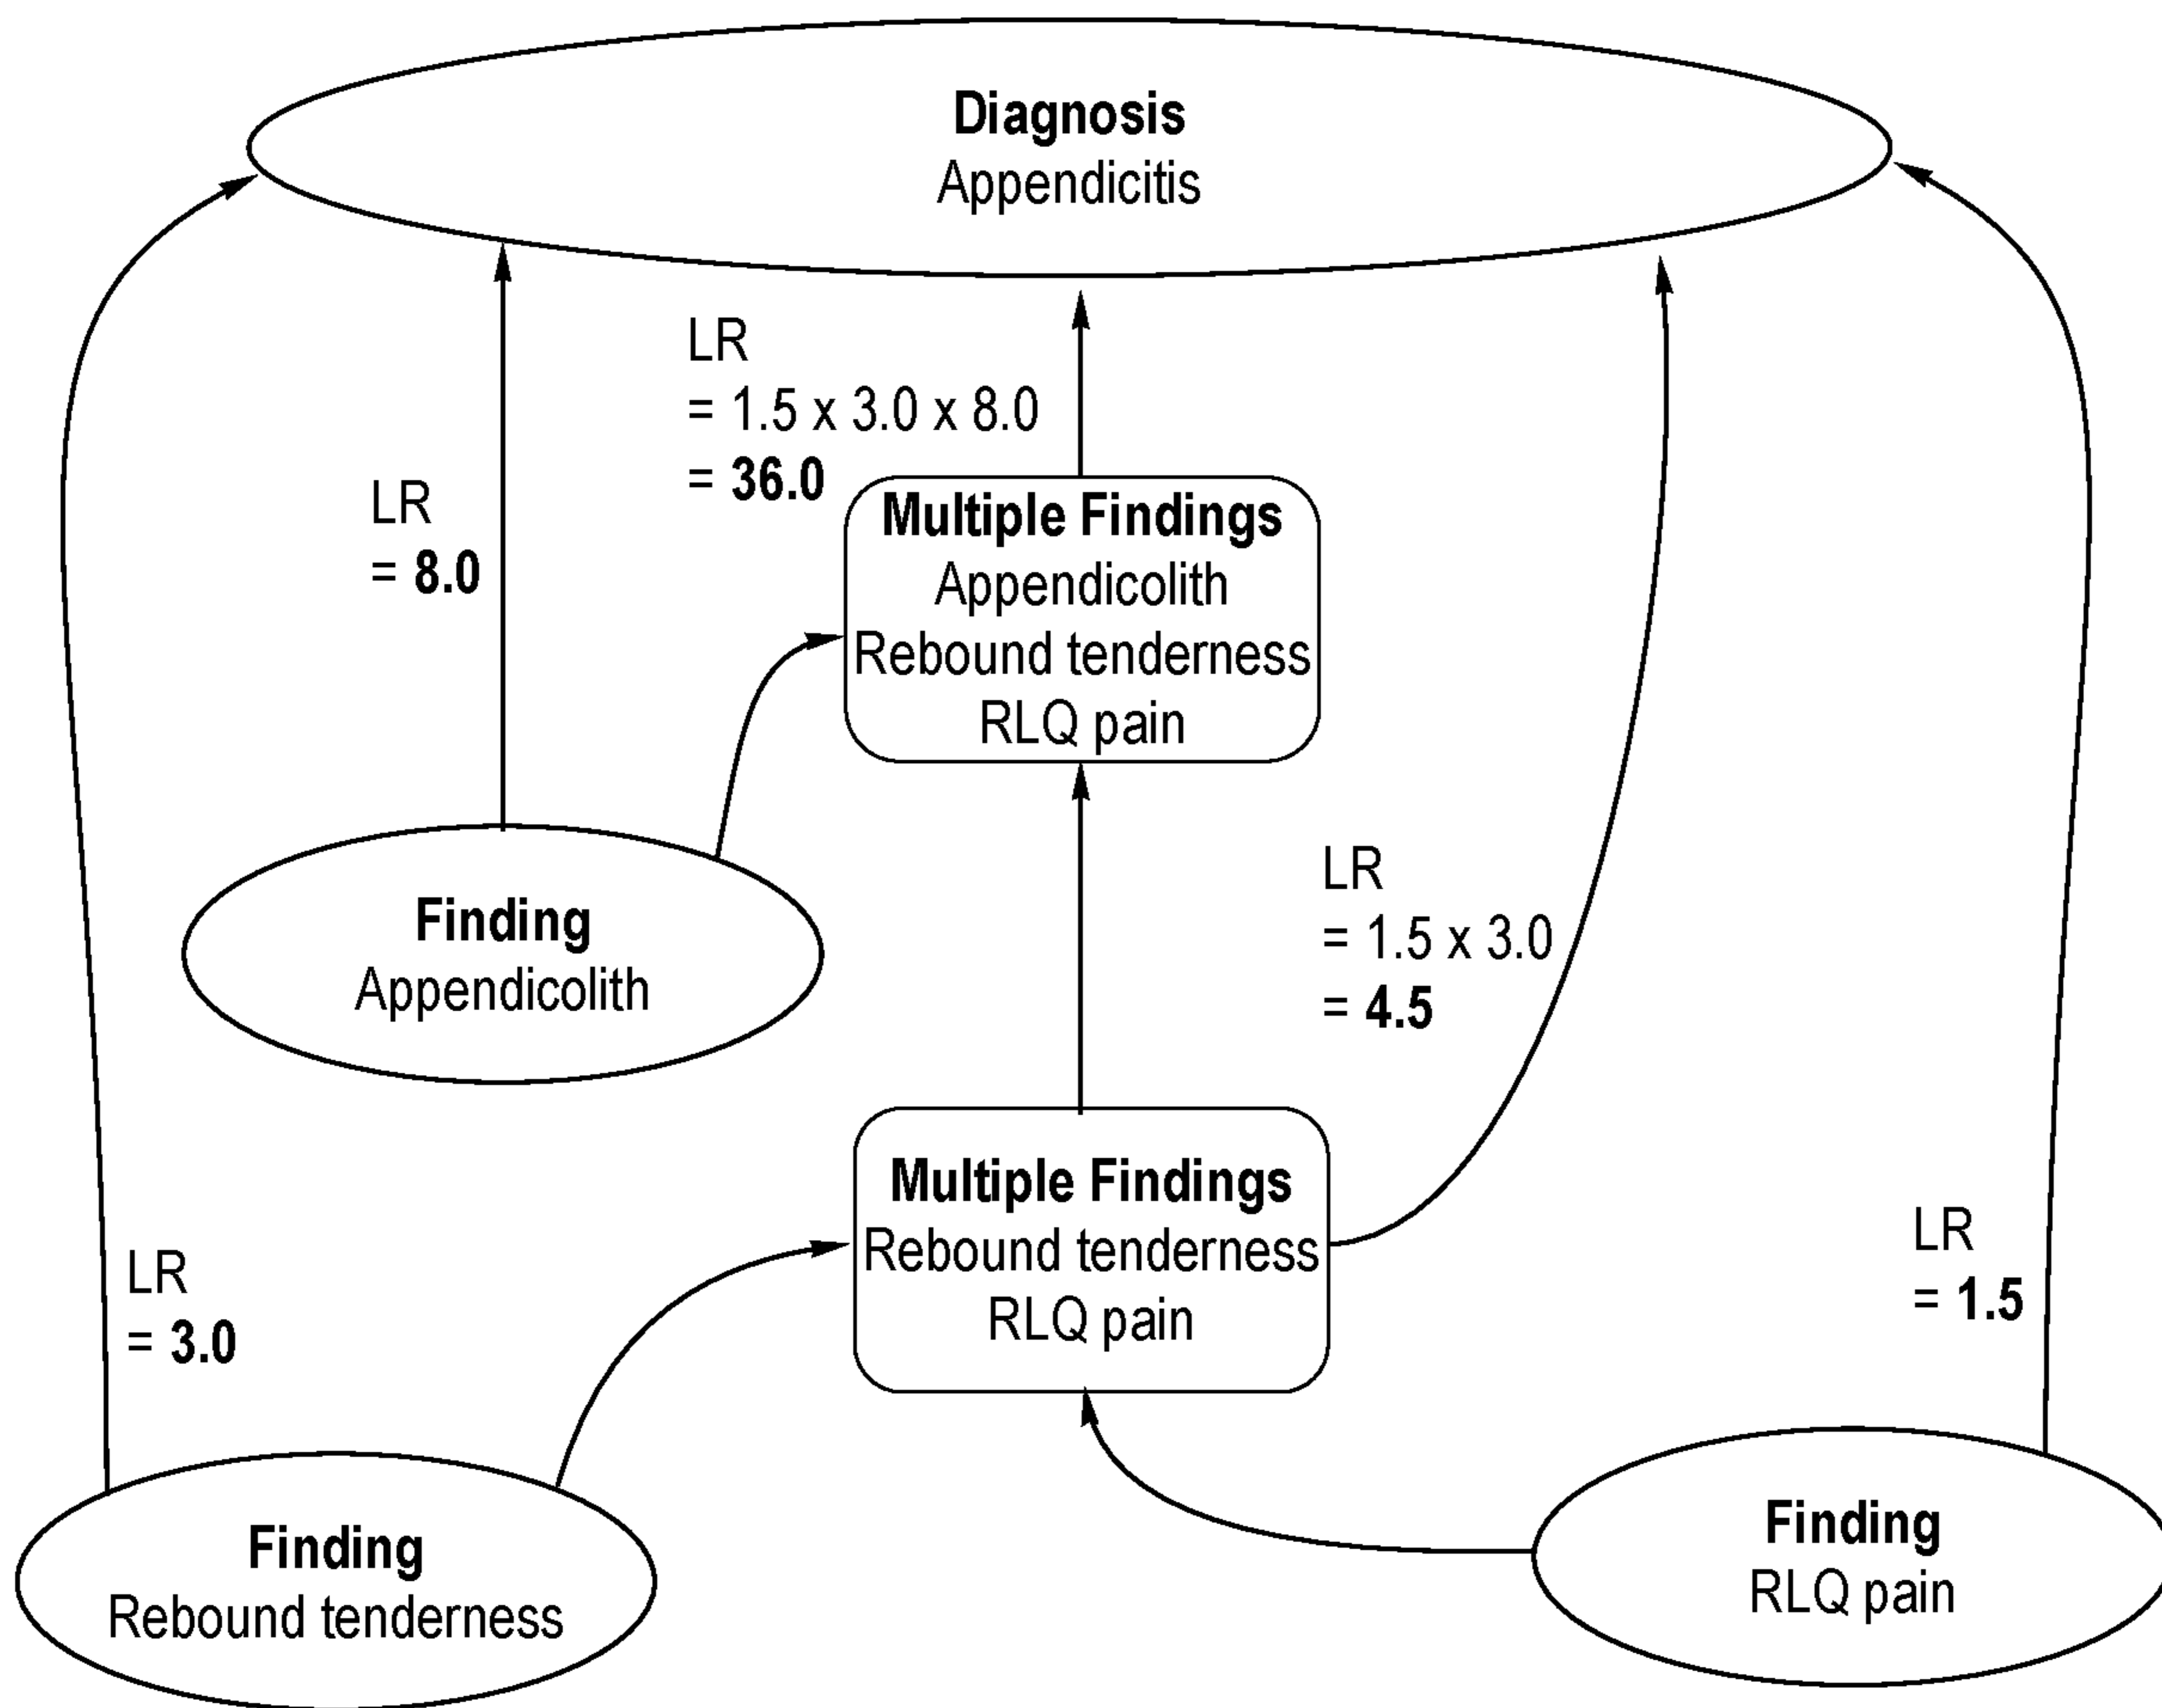 Diagnosis
Appendicitis
LR
= 1.5 x 3.0 x 8.0
= 36.0
LR
= 8.0
Multiple Findings
Appendicolith
Rebound tenderness
RLQ pain
Finding
Appendicolith
LR
= 1.5 x 3.0
= 4.5
Multiple Findings
Rebound tenderness
RLQ pain
LR
= 3.0
LR
= 1.5
Finding
Rebound tenderness
Finding
RLQ pain